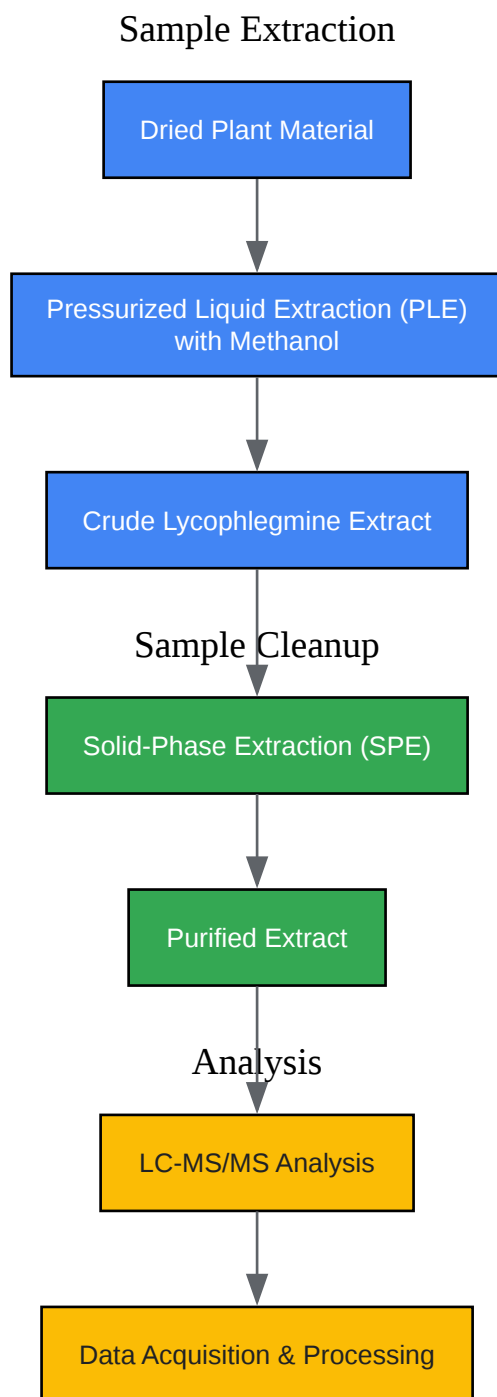 Sample Extraction
Dried Plant Material
Pressurized Liquid Extraction (PLE)
with Methanol
Crude Lycophlegmine Extract
Sample Cleanup
Solid-Phase Extraction (SPE)
Purified Extract
Analysis
LC-MS/MS Analysis
Data Acquisition & Processing